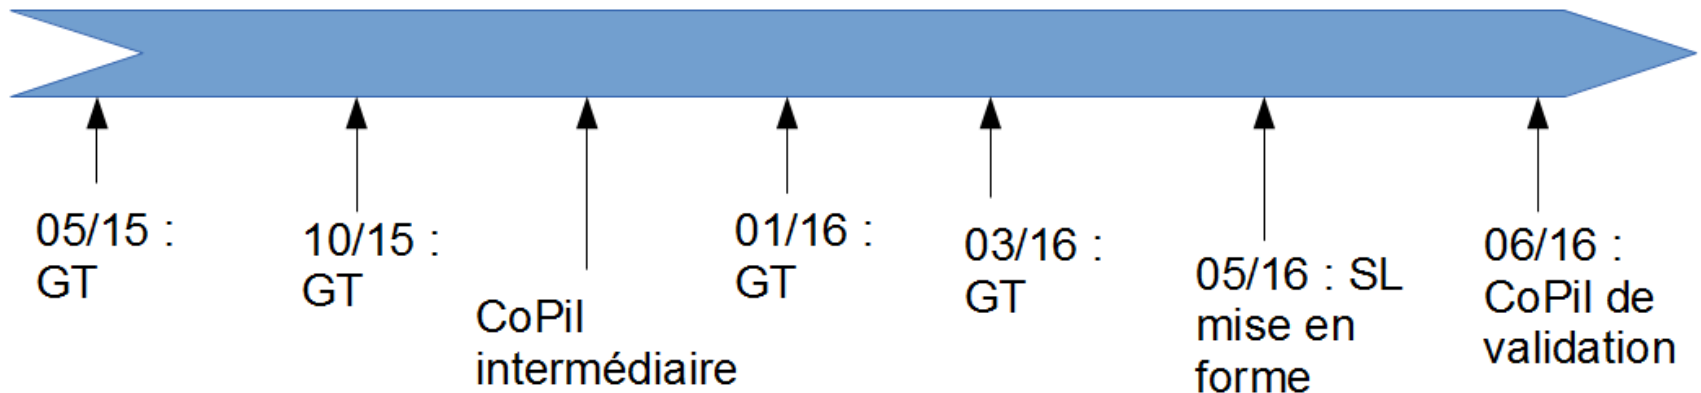 05/15 :
GT
10/15 :
GT
CoPil
intermédiaire
01/16 :
GT
03/16 :
GT
05/16 : SL
mise en
forme
06/16 :
CoPil de
validation